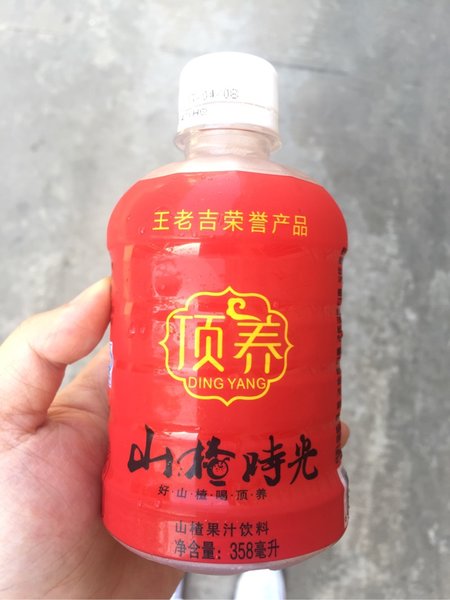 王老吉荣誉产品
顶养
DING YANG
山楂時光
好·山·楂·喝·顶·养
山楂果汁饮料
净含量：358毫升